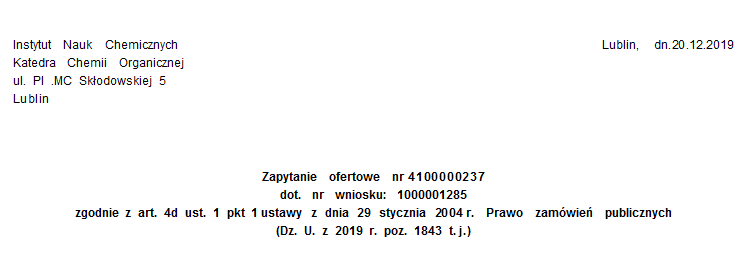 Instytut Nauk Chemicznych
Lublin, dn.20.12.2019
Katedra Chemii Organicznej
ul. Pl .MC Skłodowskiej 5
Lublin
Zapytanie ofertowe nr 4100000237
dot. nr wniosku: 1000001285
zgodnie z art. 4d ust. 1 pkt 1 ustawy z dnia 29 stycznia 2004 r. Prawo zamówień publicznych
(Dz. U. z 2019 r. poz. 1843 t.j.)